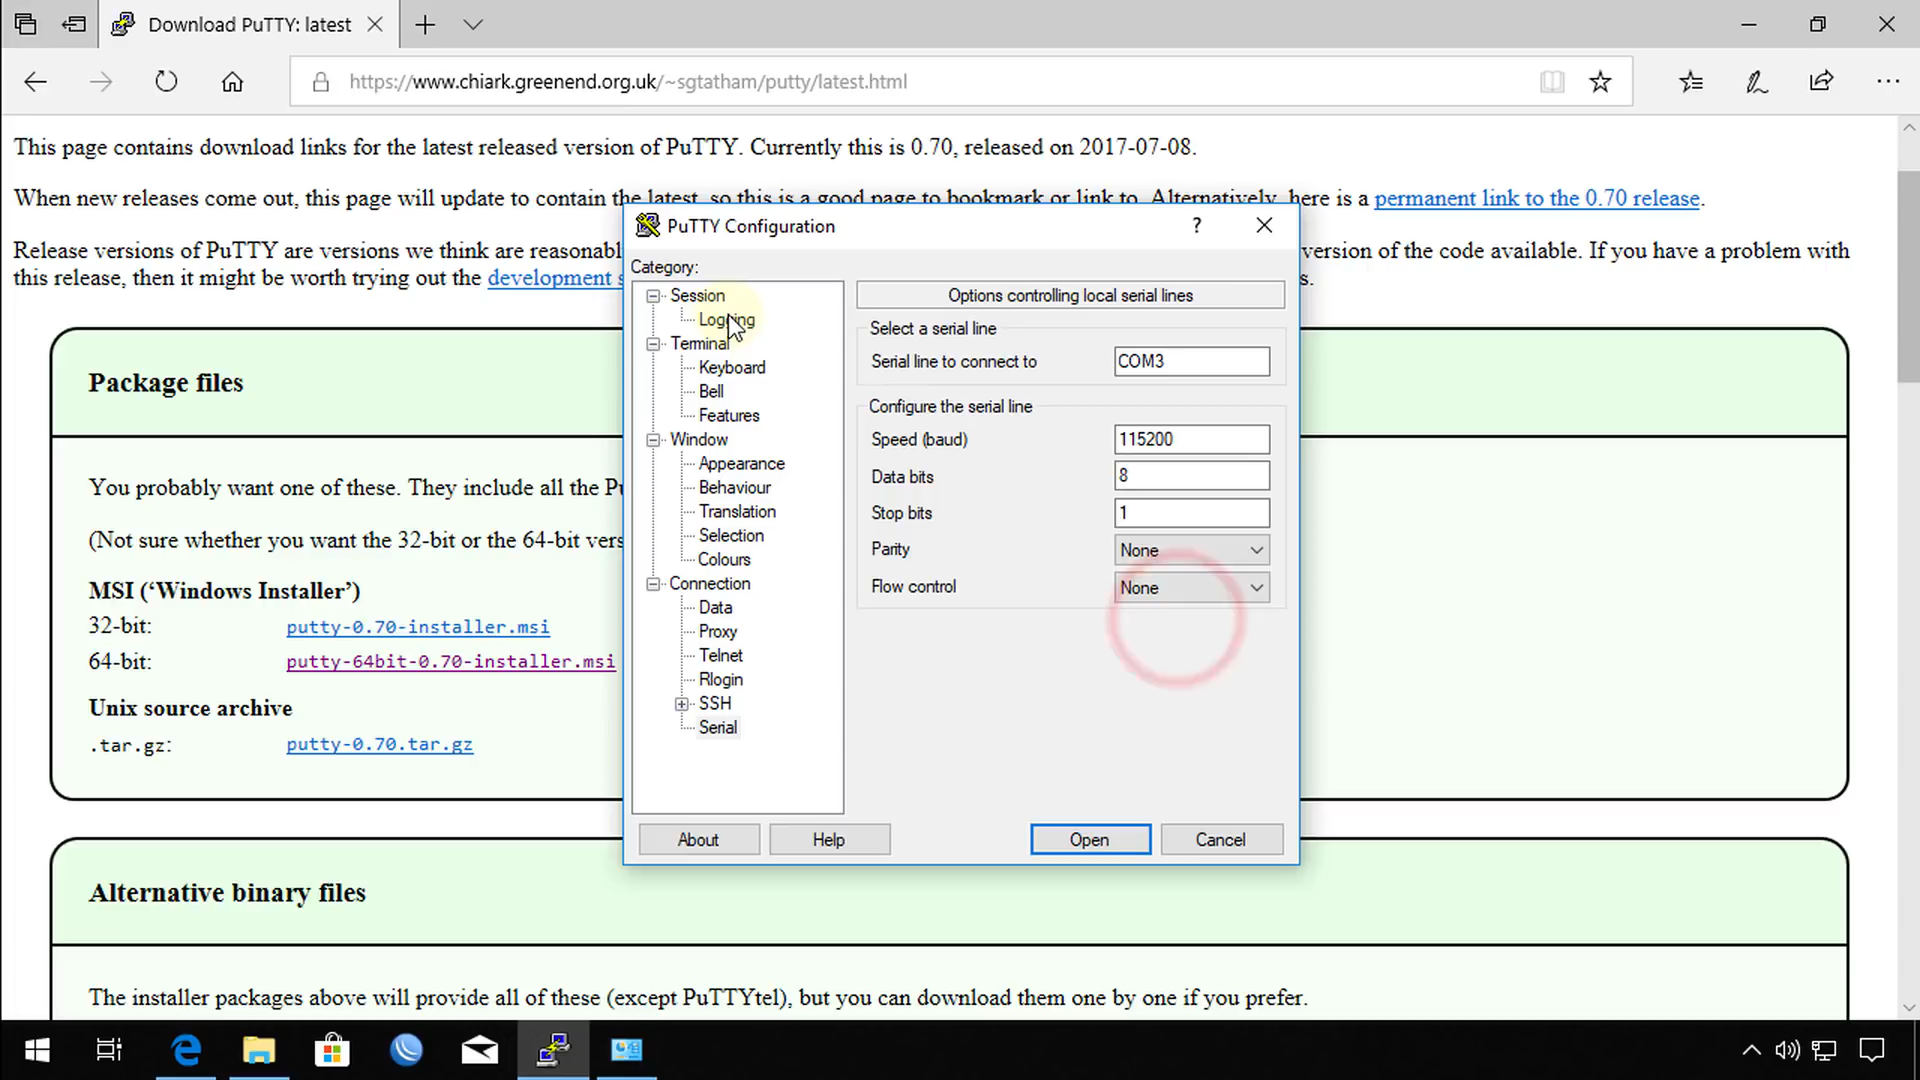 Download PuTTY: latest
https://www.chiark.greenend.org.uk/~sgtatham/putty/latest.html
This page contains download links for the latest released version of PuTTY. Currently this is 0.70, released on 2017-07-08.
When new releases come out, this page will update to contain the latest, so this is a good page to bookmark or link to. Alternatively, here is a permanent link to the 0.70 release.
Release versions of PuTTY are versions we think are reasonabl
version of the code available. If you have a problem with
this release, then it might be worth trying out the development s
s.
Package files
You probably want one of these. They include all the Pu
(Not sure whether you want the 32-bit or the 64-bit vers
MSI (‘Windows Installer’)
32-bit: putty-0.70-installer.msi
64-bit: putty-64bit-0.70-installer.msi
Unix source archive
.tar.gz: putty-0.70.tar.gz
Alternative binary files
The installer packages above will provide all of these (except PuTTYtel), but you can download them one by one if you prefer.
PuTTY Configuration
?
Category:
Session
Logging
Terminal
Keyboard
Bell
Features
Window
Appearance
Behaviour
Translation
Selection
Colours
Connection
Data
Proxy
Telnet
Rlogin
SSH
Serial
Options controlling local serial lines
Select a serial line
Serial line to connect to COM3
Configure the serial line
Speed (baud) 115200
Data bits 8
Stop bits 1
Parity None
Flow control None
About
Help
Open
Cancel